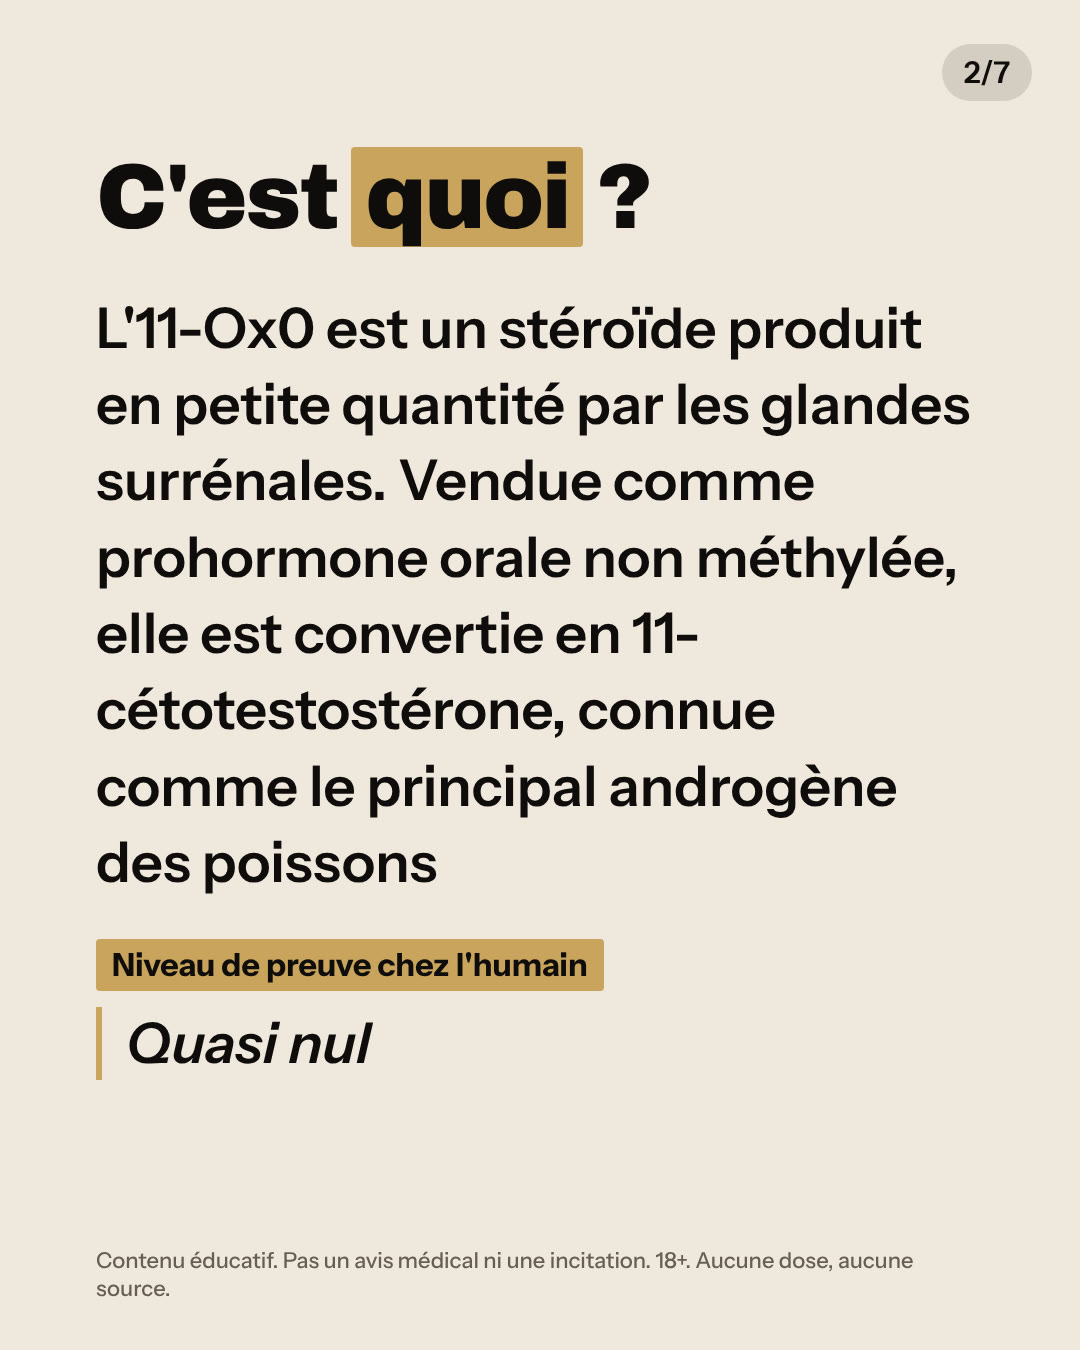 2/7
C'est quoi ?
L'11-Ox0 est un stéroïde produit
en petite quantité par les glandes
surrénales. Vendue comme
prohormone orale non méthylée,
elle est convertie en 11-
cétotestostérone, connue
comme le principal androgène
des poissons
Niveau de preuve chez l'humain
Quasi nul
Contenu éducatif. Pas un avis médical ni une incitation. 18+. Aucune dose, aucune
source.